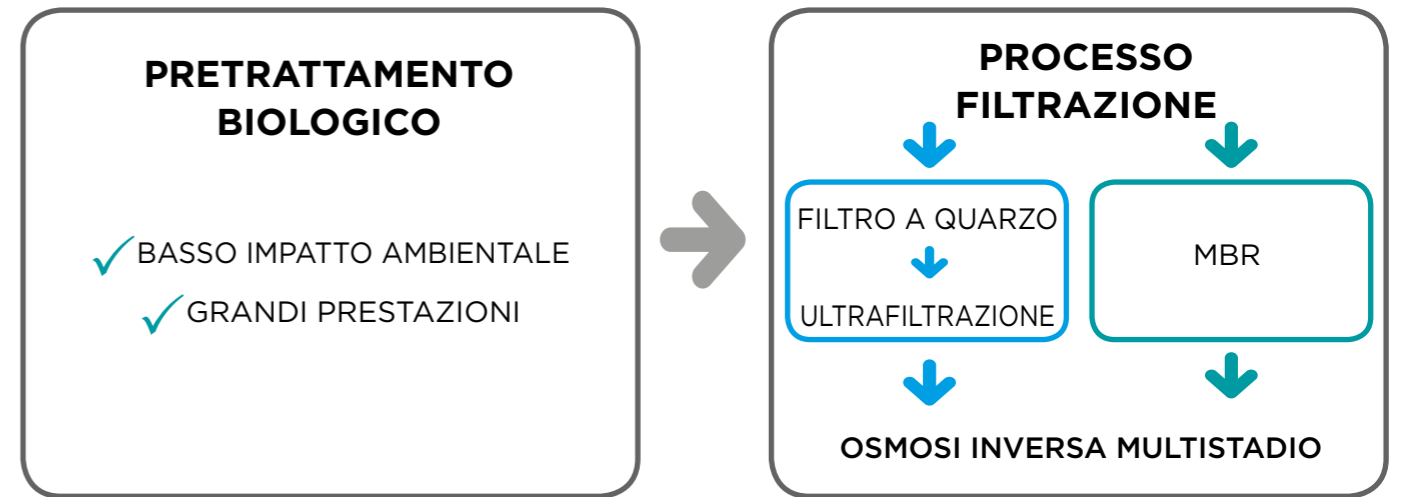 PRETRATTAMENTO
BIOLOGICO
BASSO IMPATTO AMBIENTALE
GRANDI PRESTAZIONI
PROCESSO
FILTRAZIONE
FILTRO A QUARZO
ULTRAFILTRAZIONE
MBR
OSMOSI INVERSA MULTISTADIO